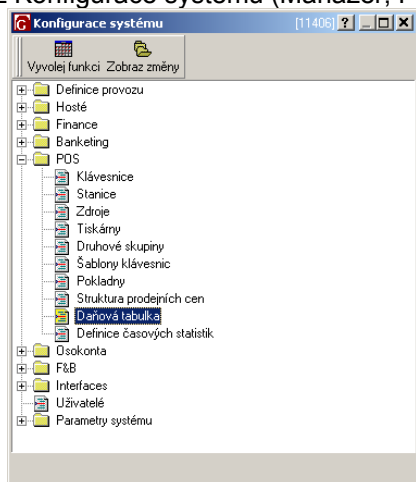 z Konfigurace systému (Manažer,
Konfigurace systému [11406]
Vyvolej funkci Zobraz změny
Definice provozu
Hosté
Finance
Banketing
POS
Klávesnice
Stanice
Zdroje
Tiskárny
Druhové skupiny
Šablony klávesnic
Pokladny
Struktura prodejních cen
Daňová tabulka
Definice časových statistik
Osokonta
F&B
Interfaces
Uživatelé
Parametry systému